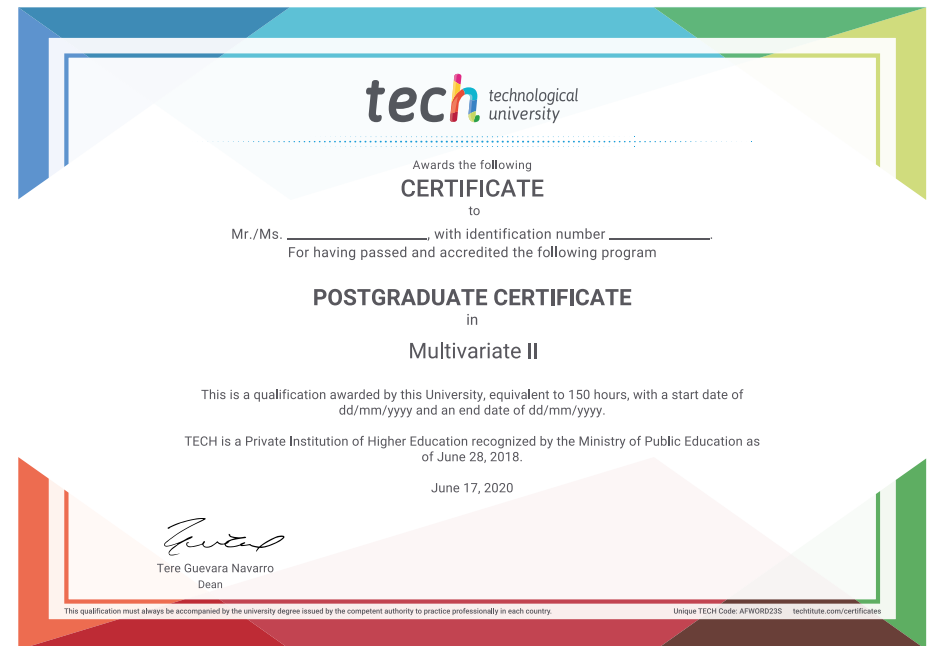 tech technological
university
Awards the following
CERTIFICATE
to
Mr./Ms. __________________, with identification number _____________.
For having passed and accredited the following program
POSTGRADUATE CERTIFICATE
in
Multivariate II
This is a qualification awarded by this University, equivalent to 150 hours, with a start date of
dd/mm/yyyy and an end date of dd/mm/yyyy.
TECH is a Private Institution of Higher Education recognized by the Ministry of Public Education as
of June 28, 2018.
June 17, 2020
Tere Guevara Navarro
Dean
This qualification must always be accompanied by the university degree issued by the competent authority to practice professionally in each country. Unique TECH Code: AFWORD23S techtitute.com/certificates